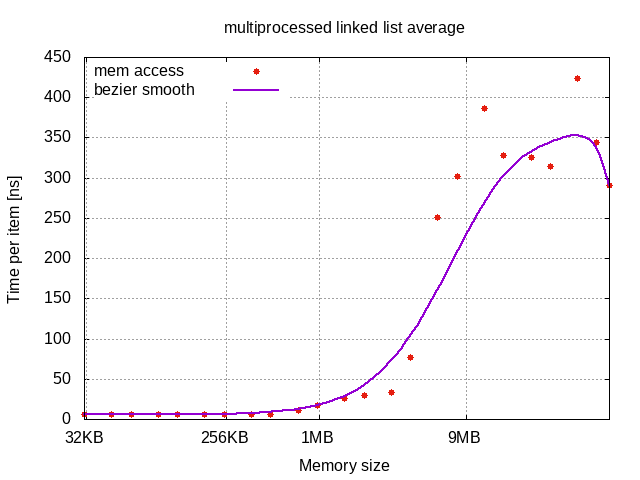 multiprocessed linked list average
450
400
350
300
250
200
150
100
50
0
mem access
bezier smooth
Time per item [ns]
32KB 256KB 1MB 9MB
Memory size